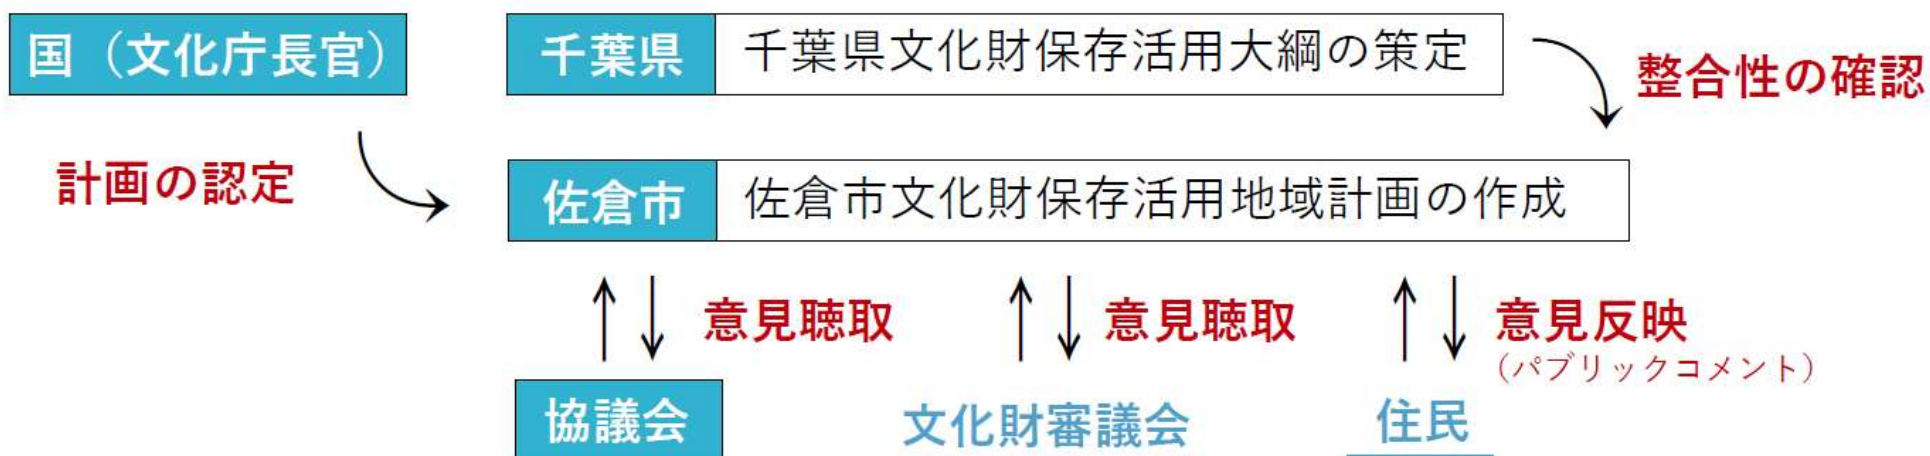 国（文化庁長官）
千葉県 千葉県文化財保存活用大綱の策定
整合性の確認
計画の認定
佐倉市 佐倉市文化財保存活用地域計画の作成
意見聴取 意見聴取 意見反映
（パブリックコメント）
協議会 文化財審議会 住民